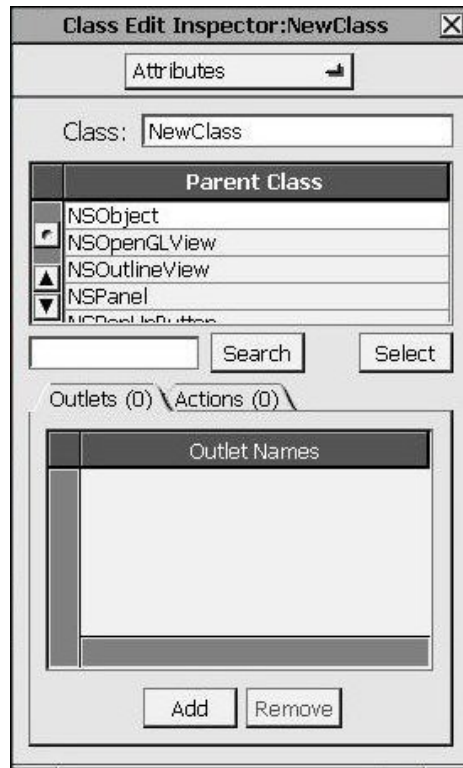 Class Edit Inspector:NewClass
Attributes
Class: NewClass
Parent Class
NSObject
NSOpenGLView
NSOutlineView
NSPanel
NSPopUpButton
Search Select
Outlets (0) Actions (0)
Outlet Names
Add Remove